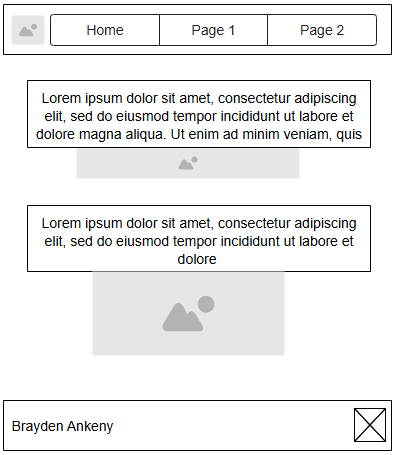 Home
Page 1
Page 2
Lorem ipsum dolor sit amet, consectetur adipiscing
elit, sed do eiusmod tempor incididunt ut labore et
dolore magna aliqua. Ut enim ad minim veniam, quis
Lorem ipsum dolor sit amet, consectetur adipiscing
elit, sed do eiusmod tempor incididunt ut labore et
dolore
Brayden Ankeny